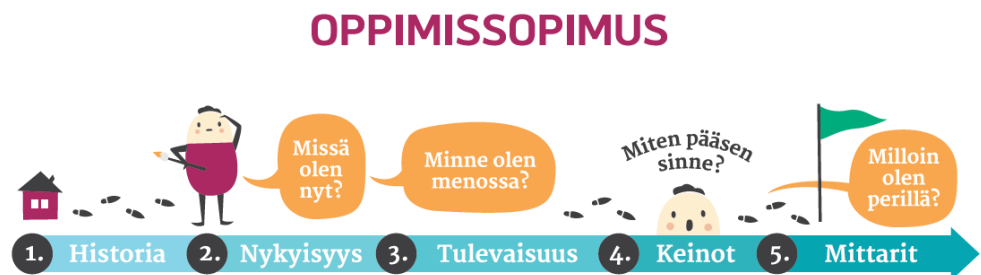 OPPIMISSOPIMUS
Missä
olen
nyt?
Minne olen
menossa?
Miten pääsen
sinne?
Milloin
olen
perillä?
1. Historia 2. Nykyisyys 3. Tulevaisuus 4. Keinot 5. Mittarit